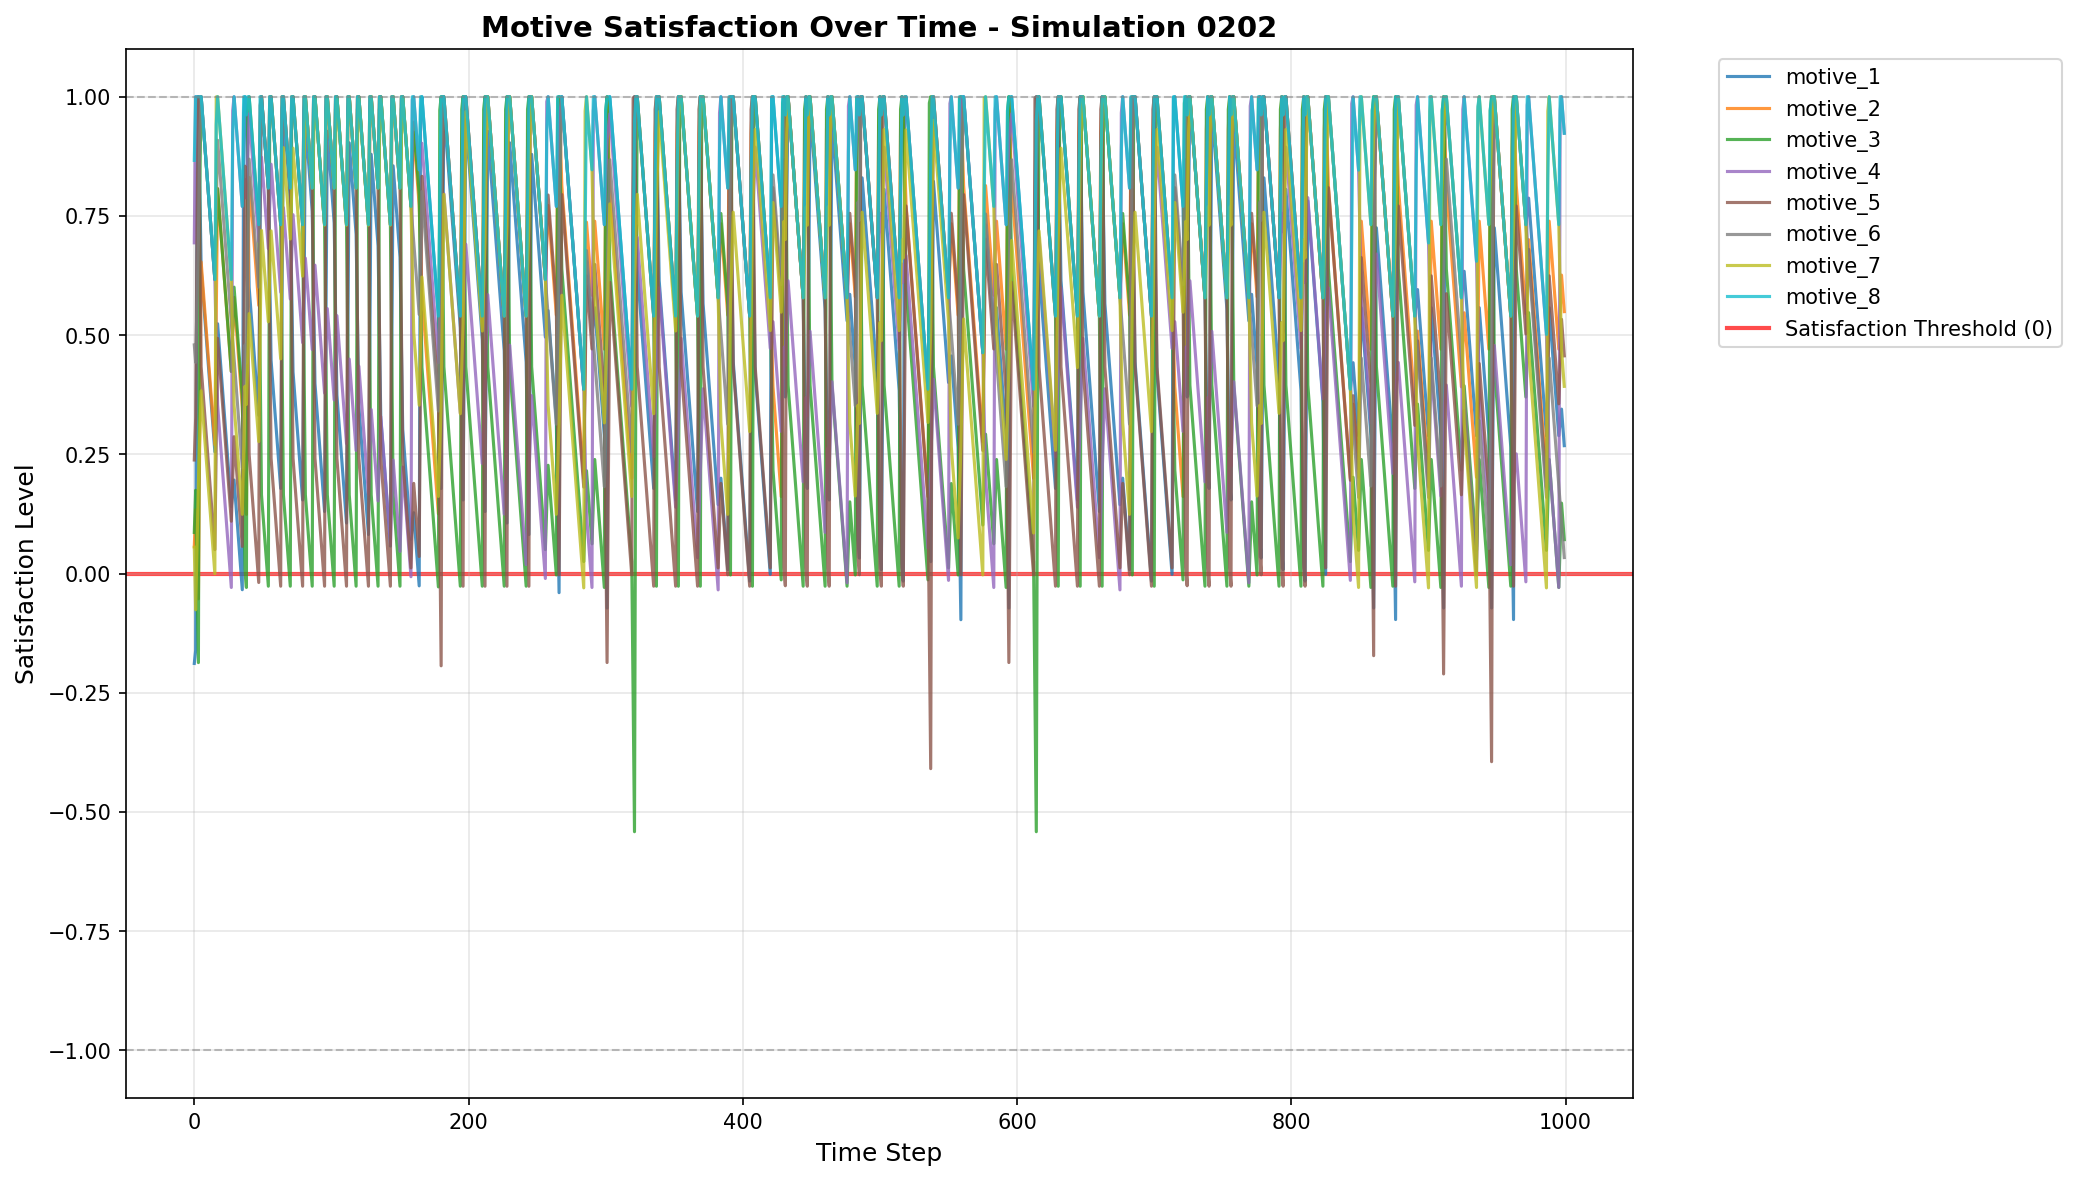 Motive Satisfaction Over Time - Simulation 0202
1.00
0.75
0.50
0.25
0.00
−0.25
−0.50
−0.75
−1.00
Satisfaction Level
0
200
400
600
800
1000
Time Step
motive_1
motive_2
motive_3
motive_4
motive_5
motive_6
motive_7
motive_8
Satisfaction Threshold (0)